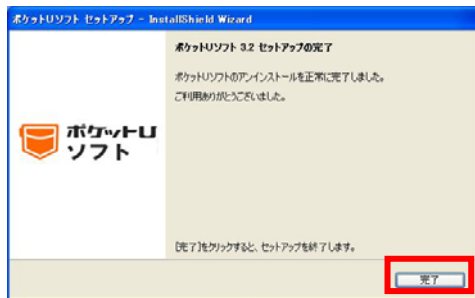 ポケットUソフト セットアップ - InstallShield Wizard
ポケットUソフト 3.2 セットアップの完了
ポケットUソフトのアンインストールを正常に完了しました。
ご利用ありがとうございました。
ポケットU
ソフト
[完了]をクリックすると、セットアップを終了します。
完了